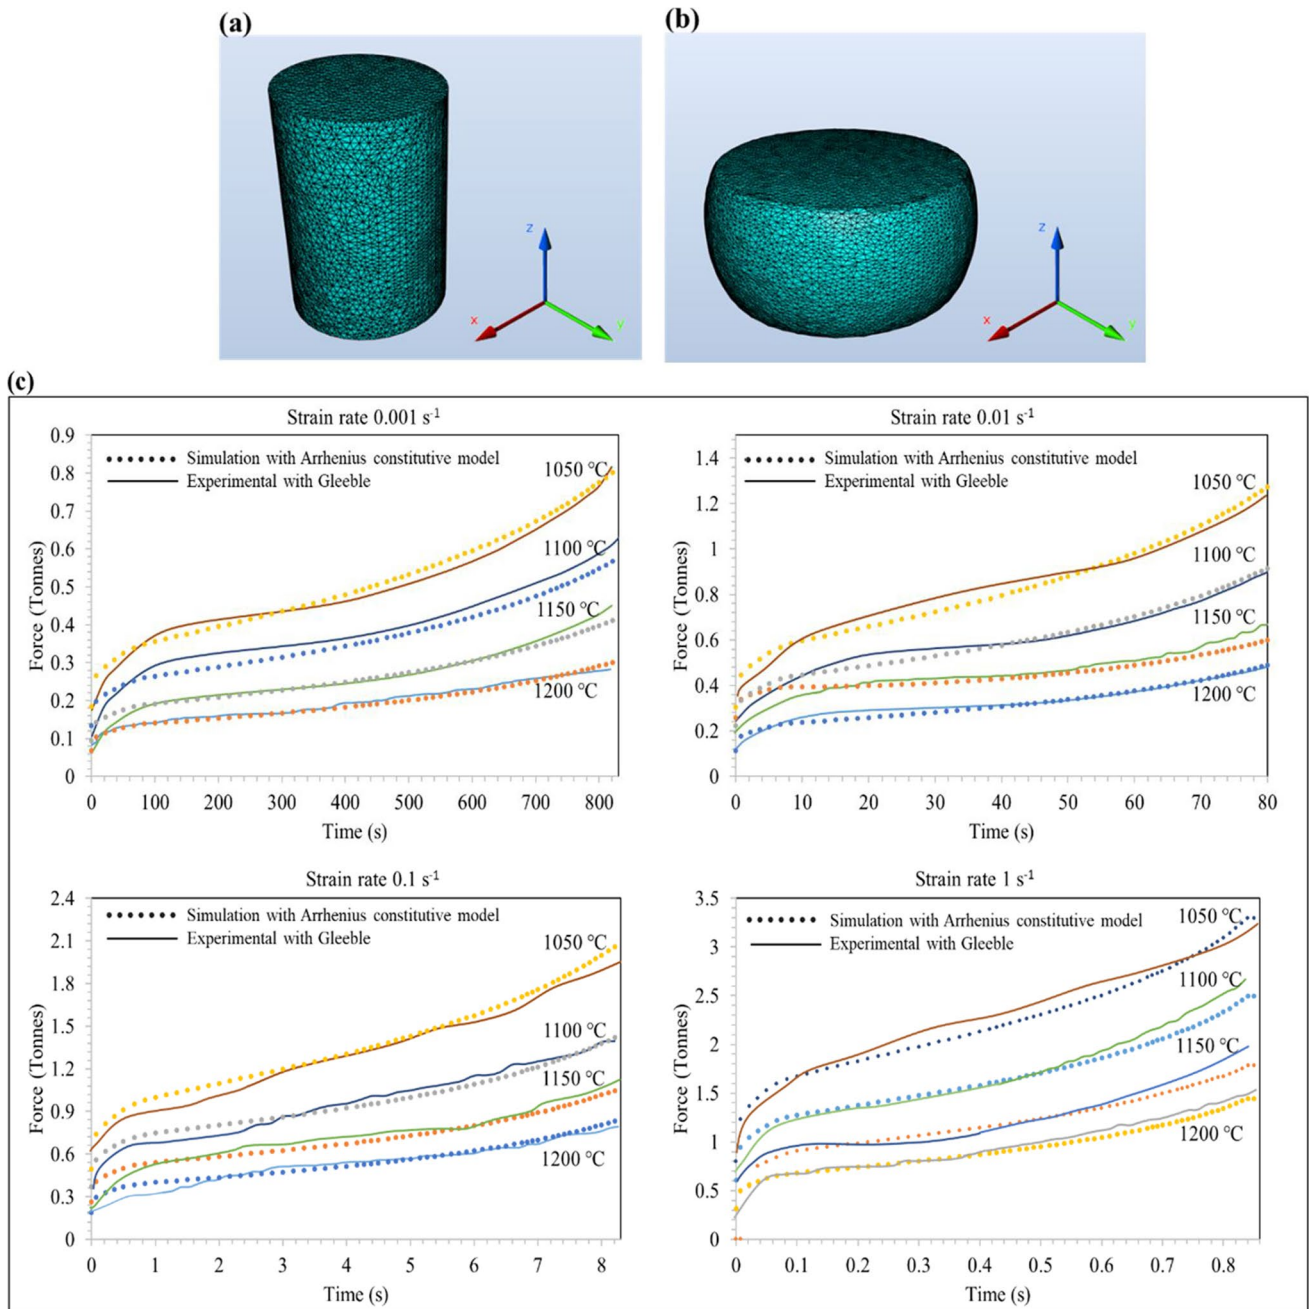 (a)
(b)
z
x
y
z
x
y
(c)
Strain rate 0.001 s-1
0.9
0.8
0.7
0.6
0.5
0.4
0.3
0.2
0.1
0
Force (Tonnes)
Simulation with Arrhenius constitutive model
Experimental with Gleeble
1050 °C
1100 °C
1150 °C
1200 °C
0 100 200 300 400 500 600 700 800
Time (s)
Strain rate 0.01 s-1
1.4
1.2
1
0.8
0.6
0.4
0.2
0
Force (Tonnes)
Simulation with Arrhenius constitutive model
Experimental with Gleeble
1050 °C
1100 °C
1150 °C
1200 °C
0 10 20 30 40 50 60 70 80
Time (s)
Strain rate 0.1 s-1
2.4
2.1
1.8
1.5
1.2
0.9
0.6
0.3
0
Force (Tonnes)
Simulation with Arrhenius constitutive model
Experimental with Gleeble
1050 °C
1100 °C
1150 °C
1200 °C
0 1 2 3 4 5 6 7 8
Time (s)
Strain rate 1 s-1
3.5
3
2.5
2
1.5
1
0.5
0
Force (Tonnes)
Simulation with Arrhenius constitutive model
Experimental with Gleeble
1050 °C
1100 °C
1150 °C
1200 °C
0 0.1 0.2 0.3 0.4 0.5 0.6 0.7 0.8
Time (s)